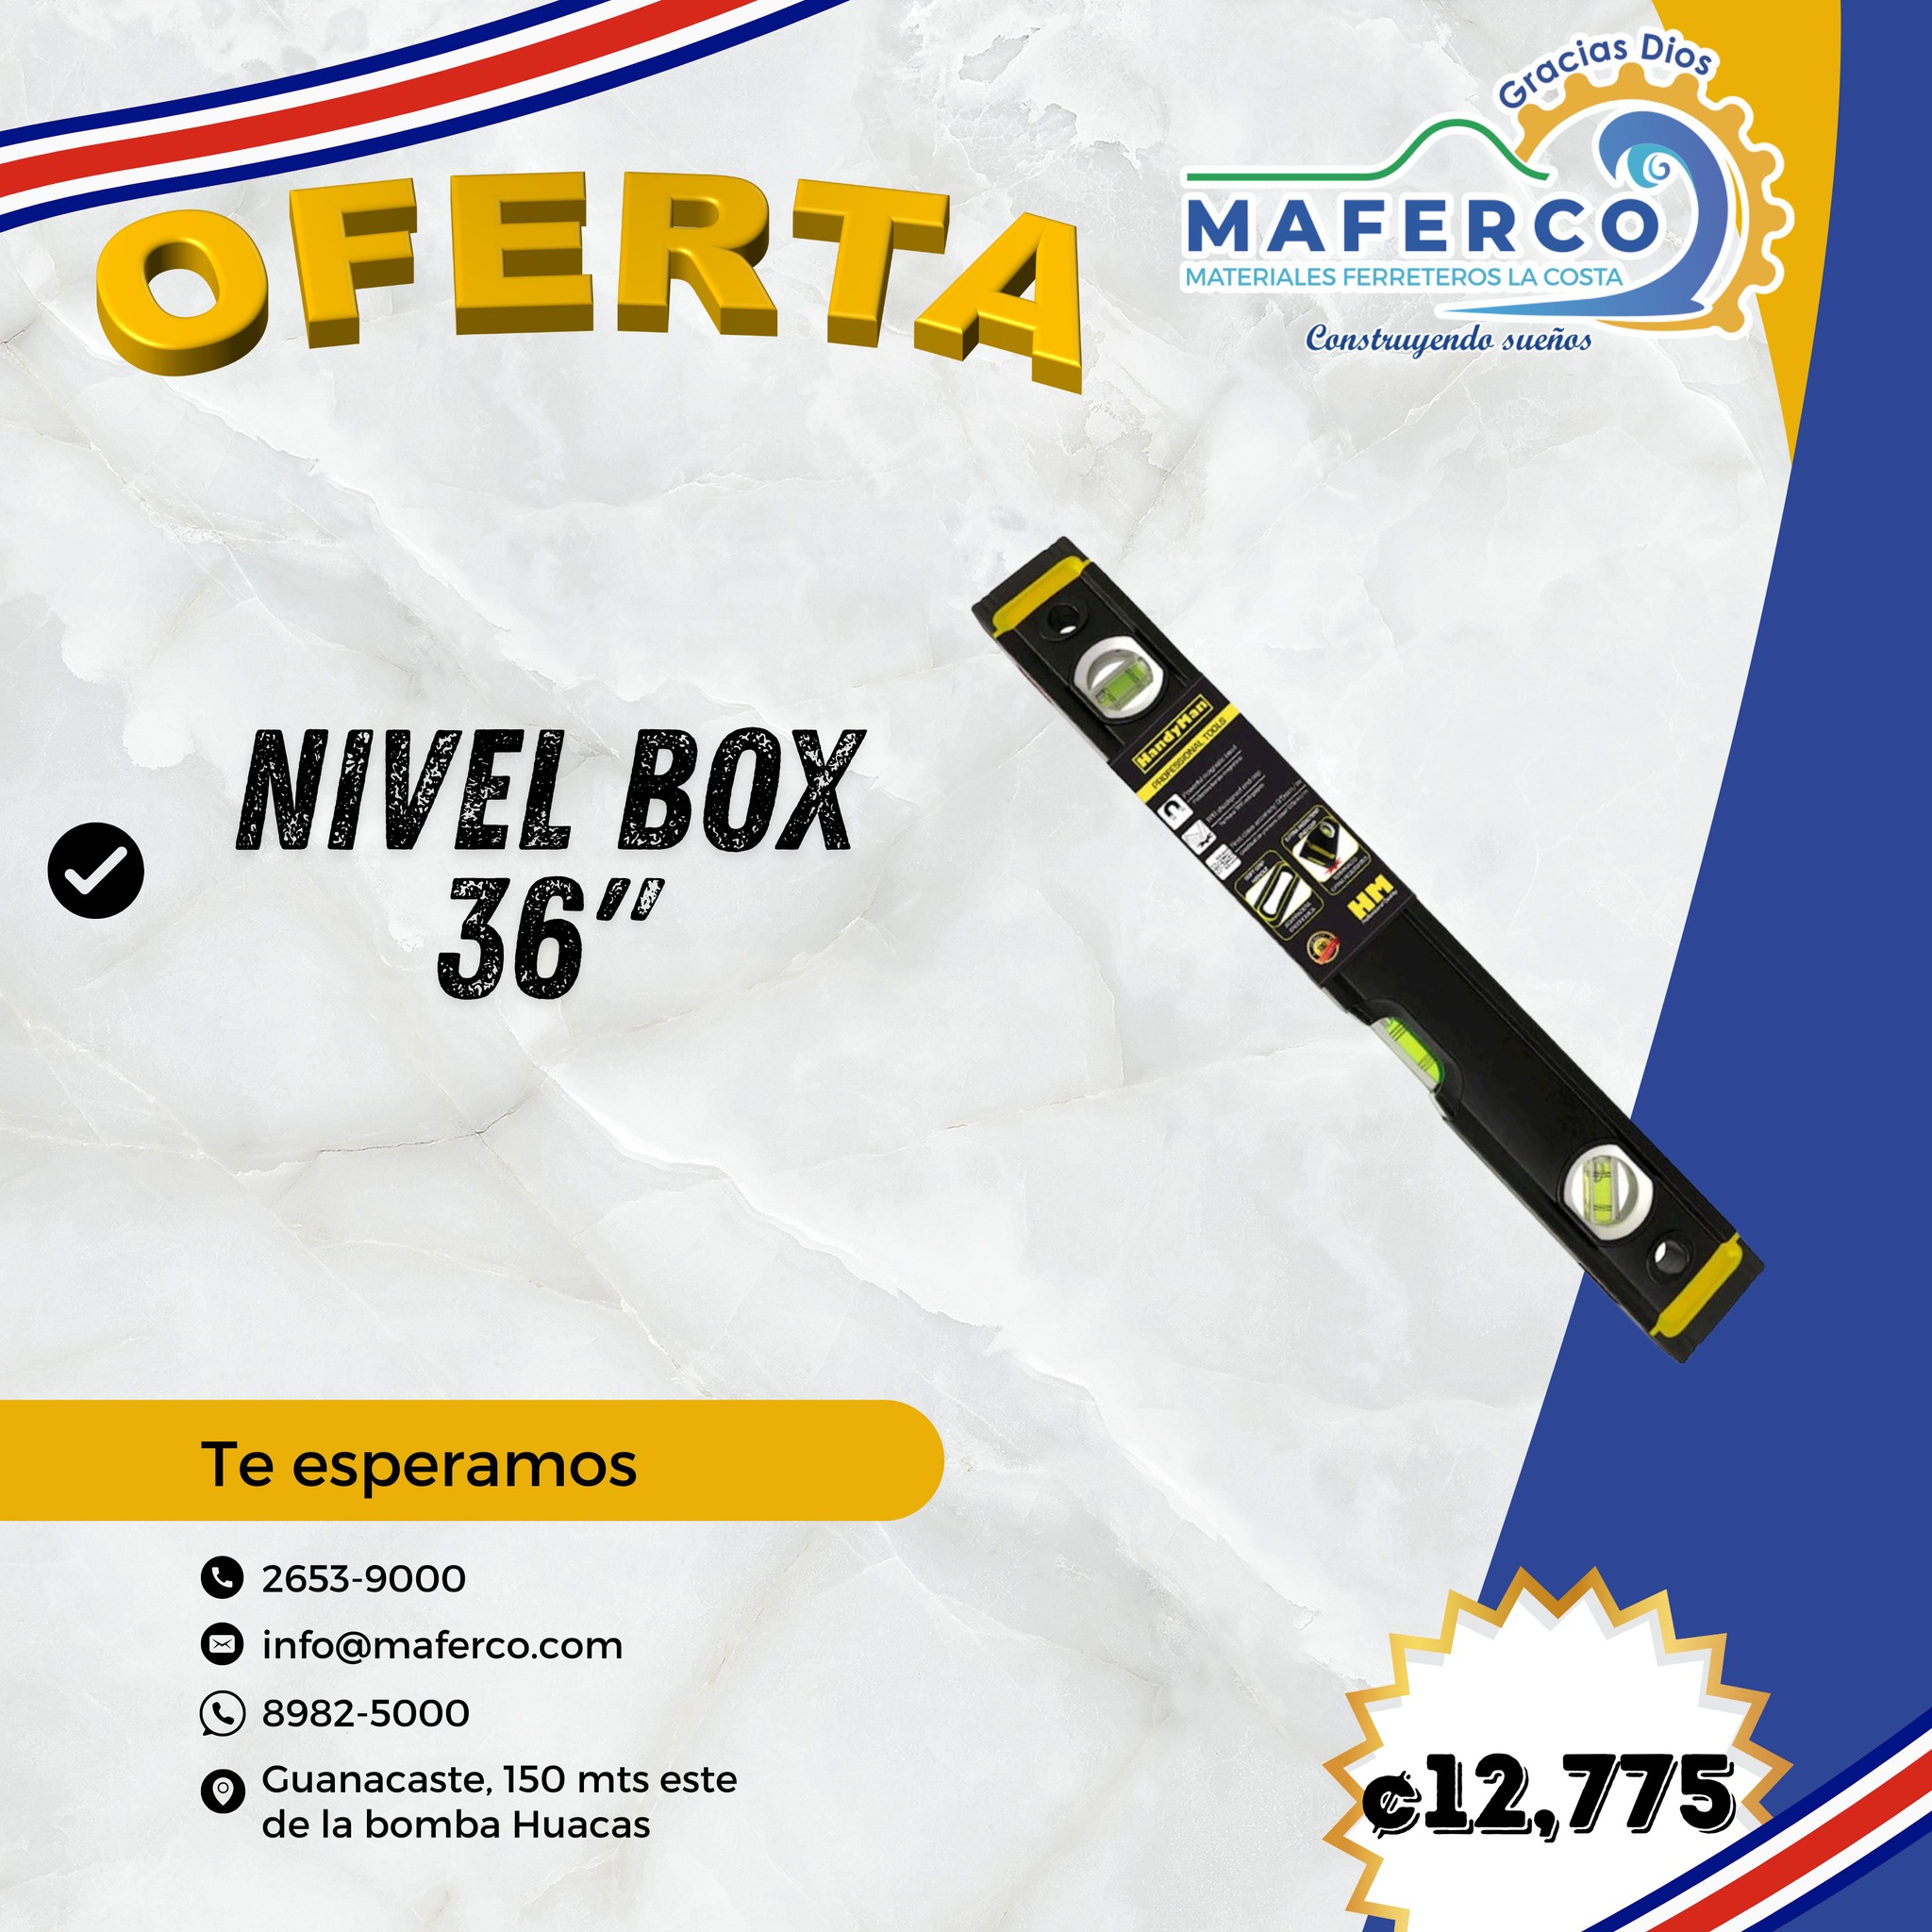 OFERTA
Gracias Dios
MAFERCO
MATERIALES FERRETEROS LA COSTA
Construyendo sueños
NIVEL BOX
36”
HandyMan
PROFESSIONAL TOOLS
HM
Te esperamos
2653-9000
info@maferco.com
8982-5000
Guanacaste, 150 mts este
de la bomba Huacas
¢12,775